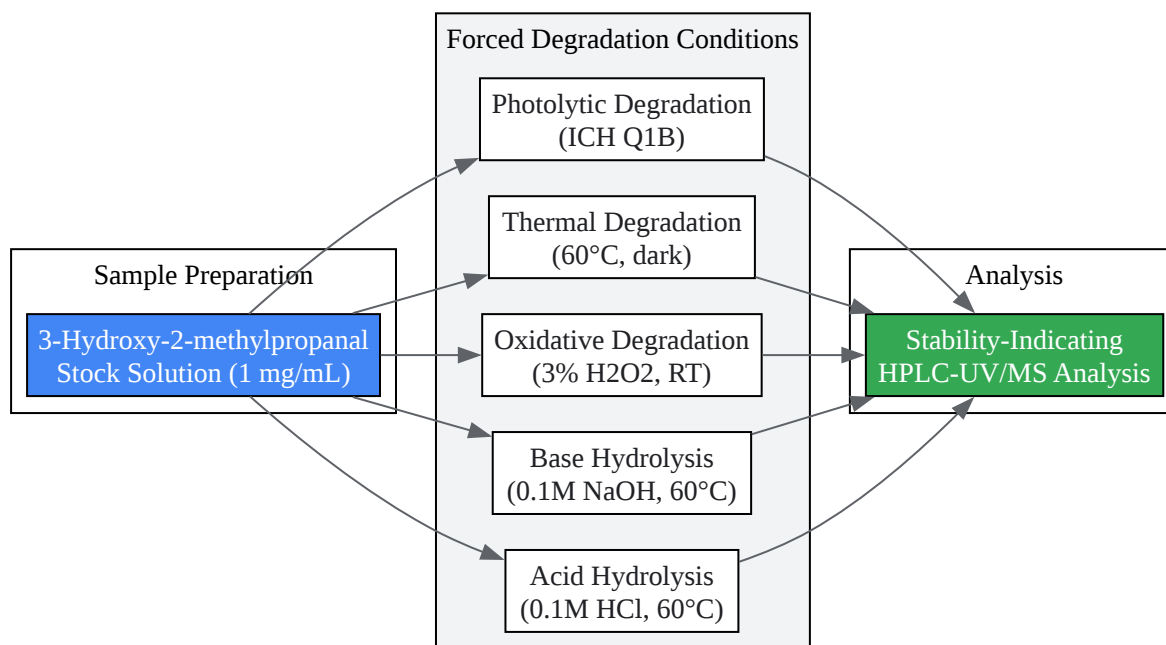 Forced Degradation Conditions
Photolytic Degradation
(ICH Q1B)
Thermal Degradation
(60°C, dark)
Sample Preparation
Analysis
3-Hydroxy-2-methylpropanal
Stock Solution (1 mg/mL)
Oxidative Degradation
(3% H2O2, RT)
Stability-Indicating
HPLC-UV/MS Analysis
Base Hydrolysis
(0.1M NaOH, 60°C)
Acid Hydrolysis
(0.1M HCl, 60°C)